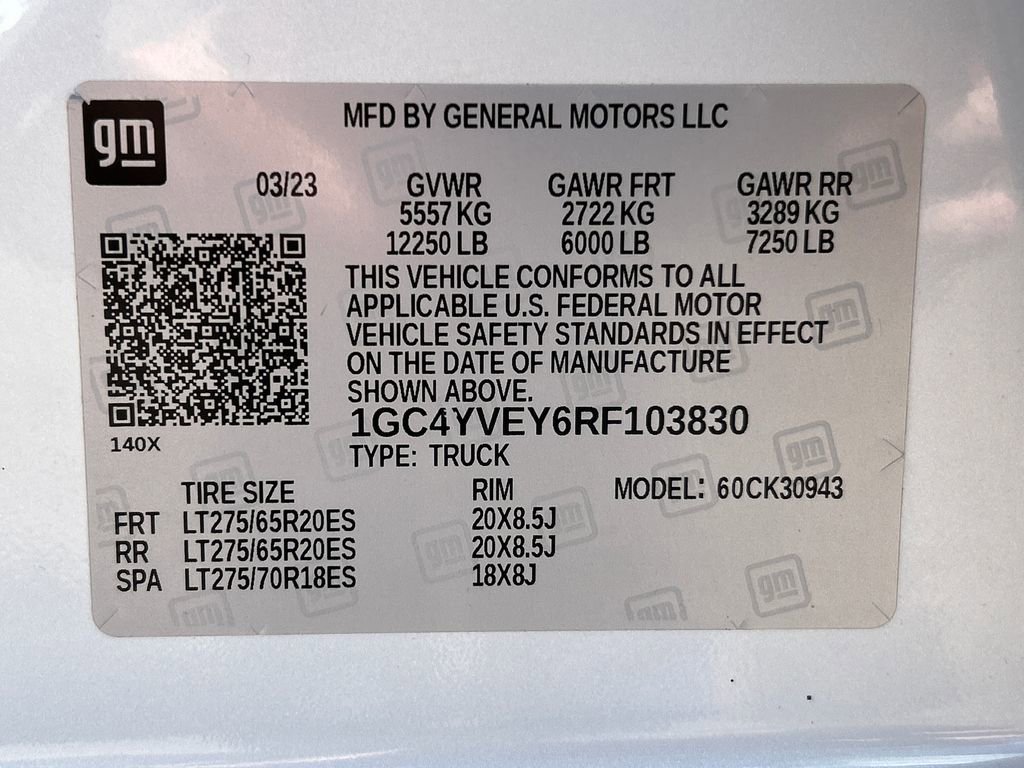 gm
MFD BY GENERAL MOTORS LLC
03/23 GVWR GAWR FRT GAWR RR
5557 KG 2722 KG 3289 KG
12250 LB 6000 LB 7250 LB
THIS VEHICLE CONFORMS TO ALL
APPLICABLE U.S. FEDERAL MOTOR
VEHICLE SAFETY STANDARDS IN EFFECT
ON THE DATE OF MANUFACTURE
SHOWN ABOVE.
1GC4YVEY6RF103830
140X
TYPE: TRUCK
TIRE SIZE RIM MODEL: 60CK30943
FRT LT275/65R20ES 20X8.5J
RR LT275/65R20ES 20X8.5J
SPA LT275/70R18ES 18X8J